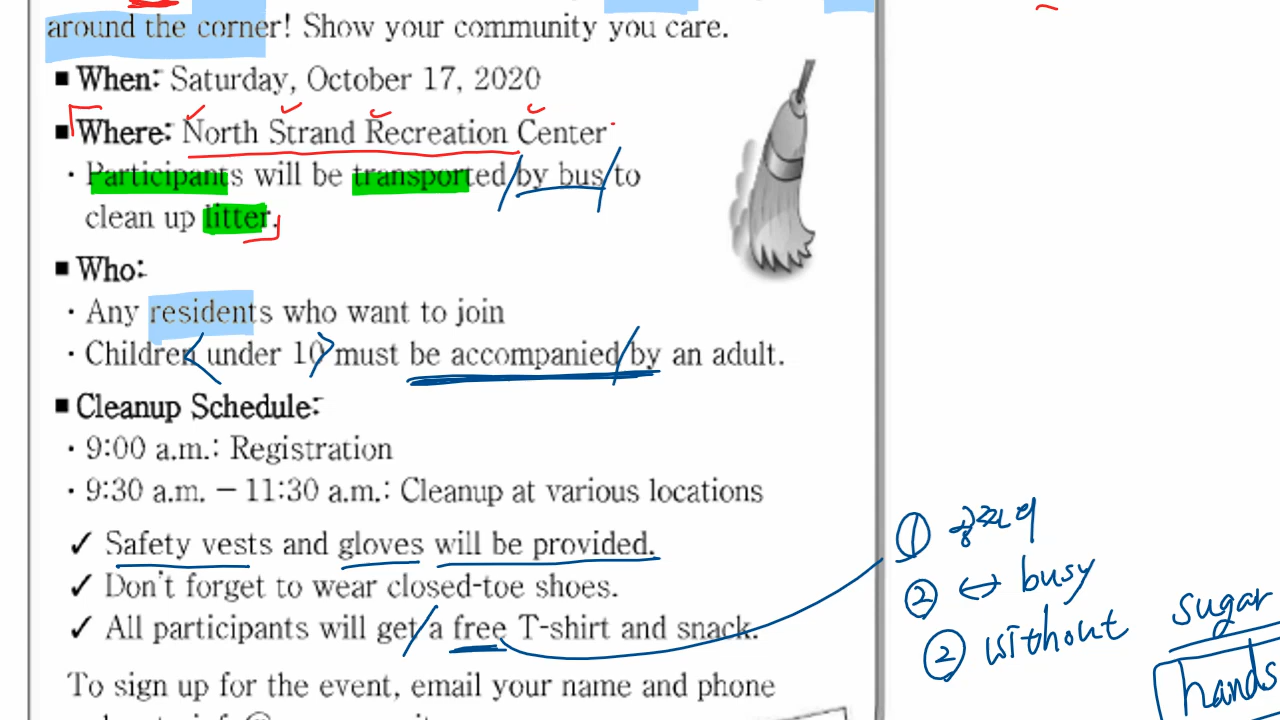 around the corner! Show your community you care.
■ When: Saturday, October 17, 2020
■ Where: North Strand Recreation Center
· Participants will be transported by bus to
clean up litter.
■ Who:
· Any residents who want to join
· Children under 10 must be accompanied by an adult.
■ Cleanup Schedule:
· 9:00 a.m.: Registration
· 9:30 a.m. – 11:30 a.m.: Cleanup at various locations
✓ Safety vests and gloves will be provided.
✓ Don't forget to wear closed-toe shoes.
✓ All participants will get a free T-shirt and snack.
To sign up for the event, email your name and phone
① 공짜의
② ↔ busy
② without
sugar
hands